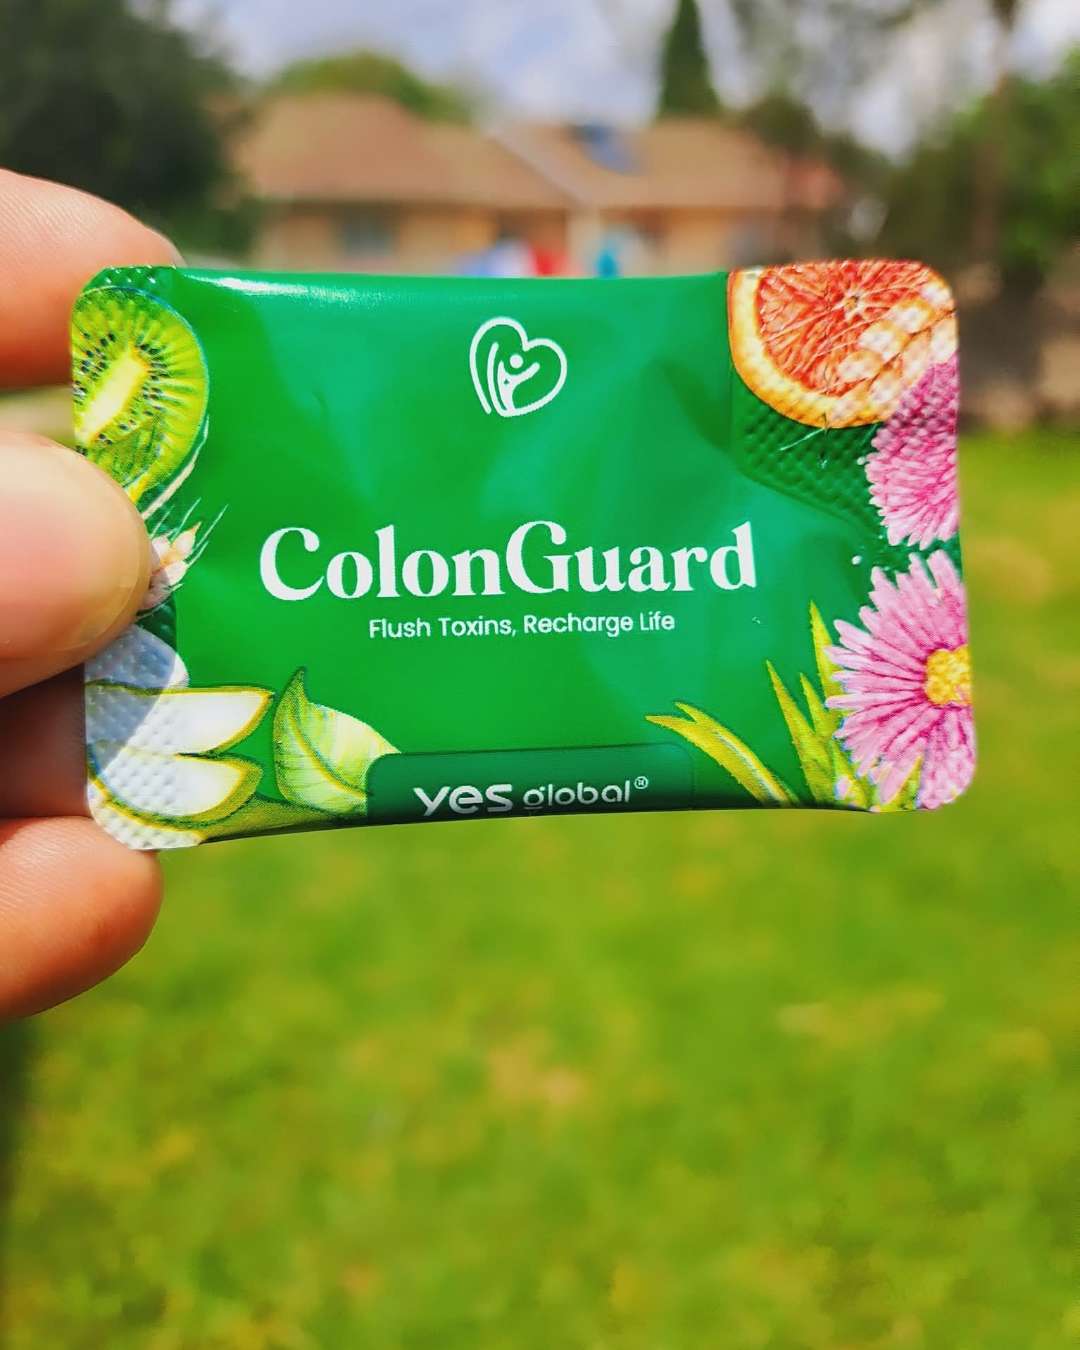 ColonGuard
Flush Toxins, Recharge Life
yes global®